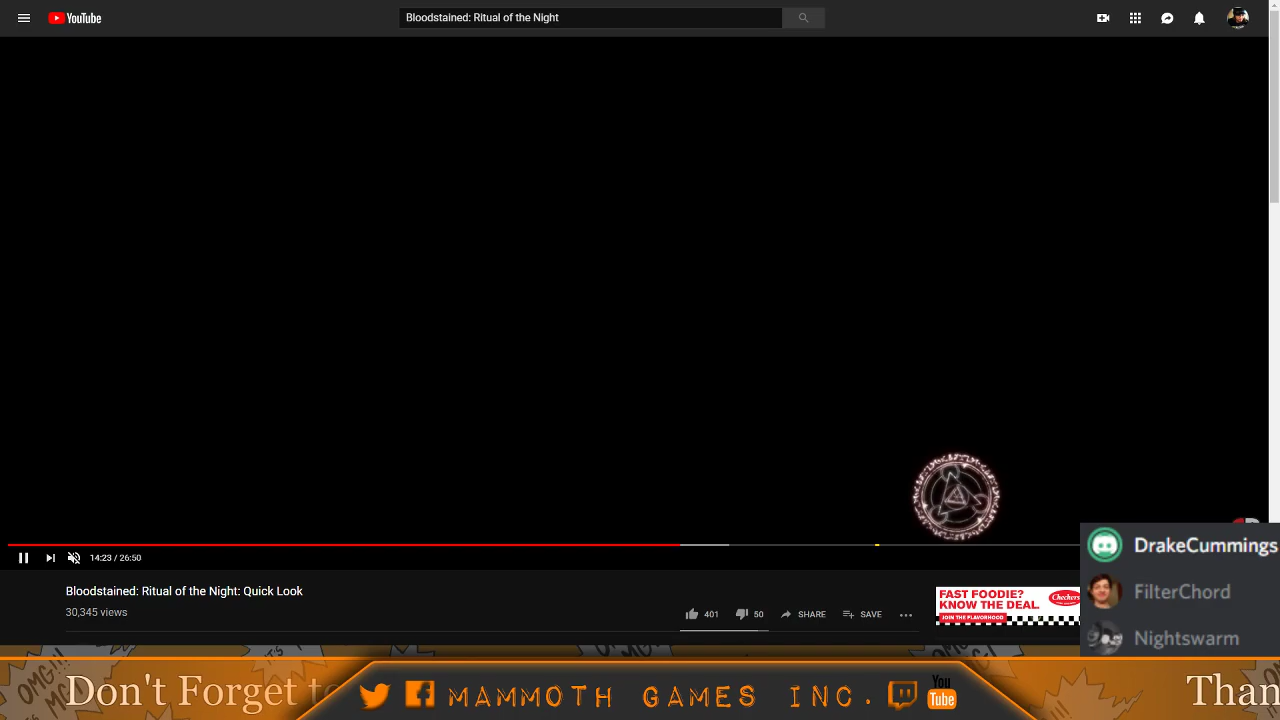 YouTube
Bloodstained: Ritual of the Night
14:23 / 26:50
DrakeCummings
Bloodstained: Ritual of the Night: Quick Look
FAST FOODIE?
KNOW THE DEAL.
JOIN THE FLAVORHOOD
Checkers
FilterChord
30,345 views
401
50
SHARE
SAVE
Nightswarm
OMG!!!
Don't Forget to
MAMMOTH GAMES INC.
You
Tube
Than